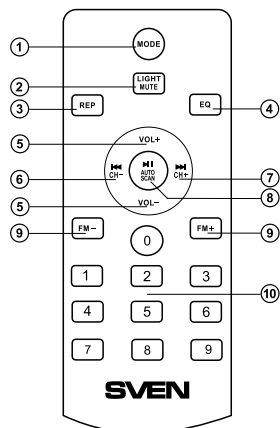 ① MODE
② LIGHT MUTE
③ REP EQ ④
⑤ VOL+
⑥ ⏮ CH− ⏯ AUTO SCAN ⏭ CH+ ⑦
⑧
⑤ VOL−
⑨ FM− FM+ ⑨
0
1 2 3
⑩
4 5 6
7 8 9
SVEN